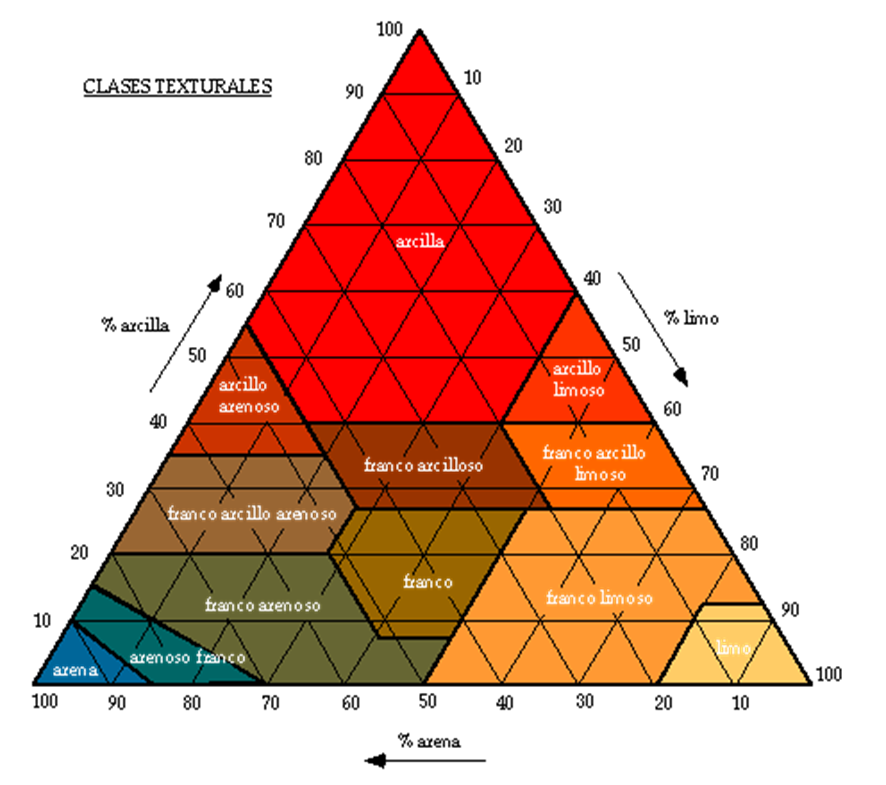 100
CLASES TEXTURALES
10
90
20
80
30
70
arcilla
40
60
% arcilla
% limo
50
50
arcillo
limoso
arcillo
arenoso
60
40
franco arcilloso
franco arcillo
limoso
70
30
franco arcillo arenoso
80
20
franco
franco limoso
franco arenoso
90
10
limo
arenoso franco
arena
100
100 90 80 70 60 50 40 30 20 10
% arena